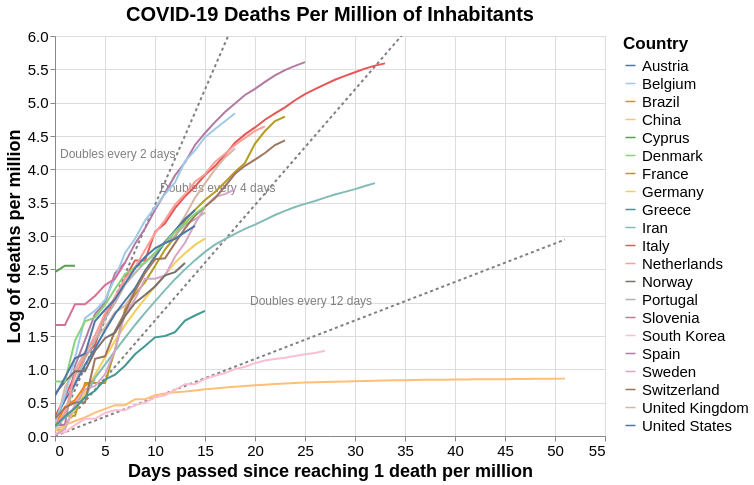 COVID-19 Deaths Per Million of Inhabitants
Log of deaths per million
6.0
5.5
5.0
4.5
4.0
3.5
3.0
2.5
2.0
1.5
1.0
0.5
0.0
Doubles every 2 days
Doubles every 4 days
Doubles every 12 days
0 5 10 15 20 25 30 35 40 45 50 55
Days passed since reaching 1 death per million
Country
Austria
Belgium
Brazil
China
Cyprus
Denmark
France
Germany
Greece
Iran
Italy
Netherlands
Norway
Portugal
Slovenia
South Korea
Spain
Sweden
Switzerland
United Kingdom
United States